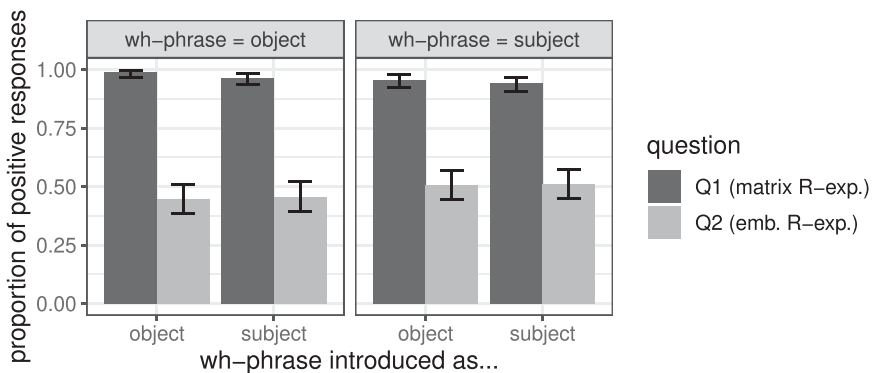 proportion of positive responses
wh−phrase = object
wh−phrase = subject
1.00
0.75
0.50
0.25
0.00
object
subject
object
subject
wh−phrase introduced as...
question
Q1 (matrix R−exp.)
Q2 (emb. R−exp.)